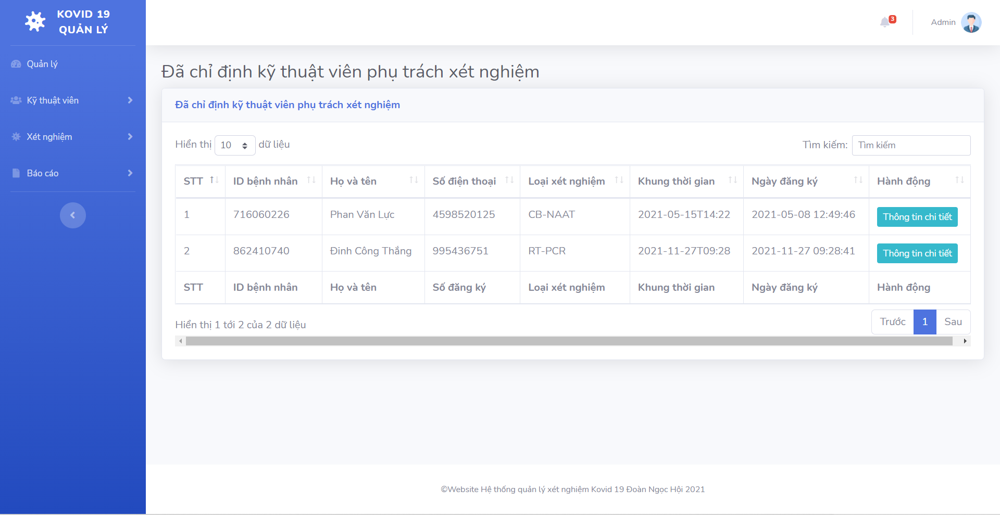 KOVID 19
QUẢN LÝ
3
Admin
Quản lý
Kỹ thuật viên
Xét nghiệm
Báo cáo
Đã chỉ định kỹ thuật viên phụ trách xét nghiệm
Đã chỉ định kỹ thuật viên phụ trách xét nghiệm
Hiển thị 10 dữ liệu
Tìm kiếm: Tìm kiếm
STT ID bệnh nhân Họ và tên Số điện thoại Loại xét nghiệm Khung thời gian Ngày đăng ký Hành động
1 716060226 Phan Văn Lực 4598520125 CB-NAAT 2021-05-15T14:22 2021-05-08 12:49:46 Thông tin chi tiết
2 862410740 Đinh Công Thắng 995436751 RT-PCR 2021-11-27T09:28 2021-11-27 09:28:41 Thông tin chi tiết
STT ID bệnh nhân Họ và tên Số đăng ký Loại xét nghiệm Khung thời gian Ngày đăng ký Hành động
Hiển thị 1 tới 2 của 2 dữ liệu
Trước 1 Sau
©Website Hệ thống quản lý xét nghiệm Kovid 19 Đoàn Ngọc Hội 2021